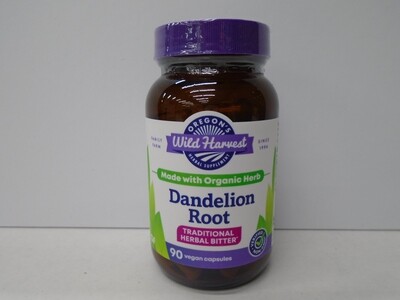 OREGON'S
Wild Harvest
HERBAL SUPPLEMENT
FAMILY
FARM
SINCE
1994
Made with Organic Herb
Dandelion
Root
TRADITIONAL
HERBAL BITTER
90 vegan capsules